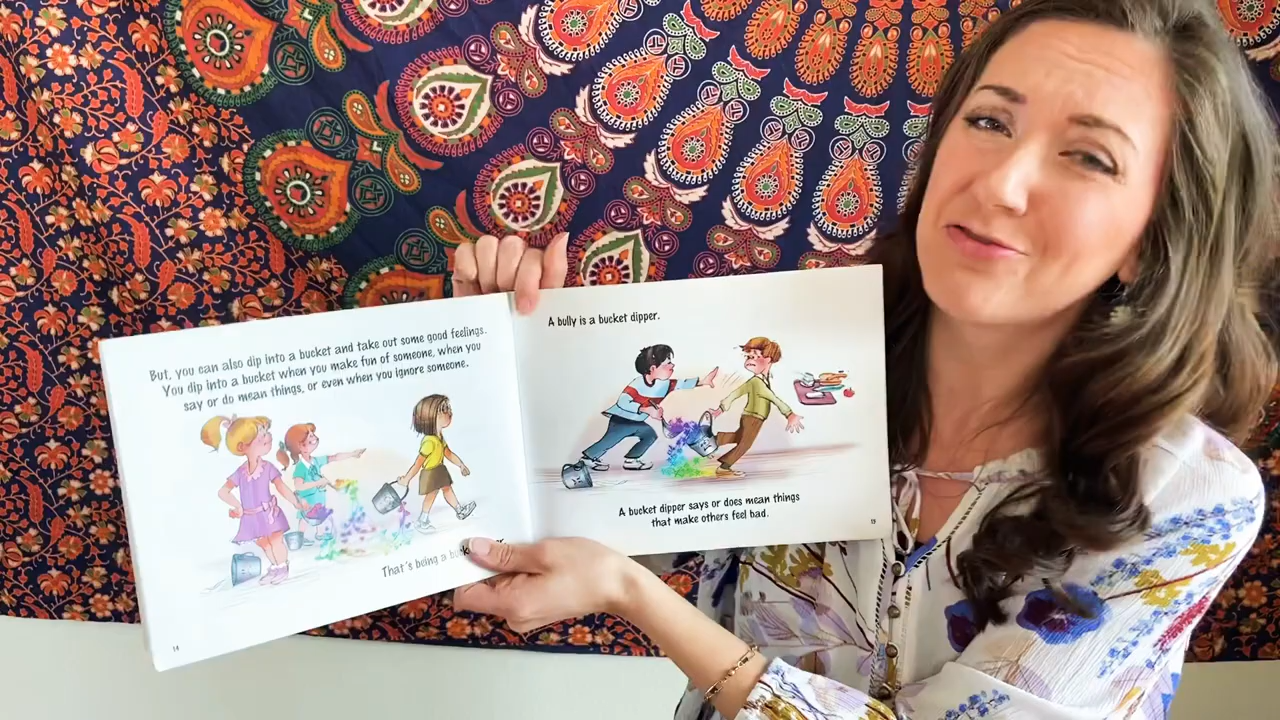 But, you can also dip into a bucket and take out some good feelings.
You dip into a bucket when you make fun of someone, when you
say or do mean things, or even when you ignore someone.
That's being a
14
A bully is a bucket dipper.
A bucket dipper says or does mean things
that make others feel bad.
15